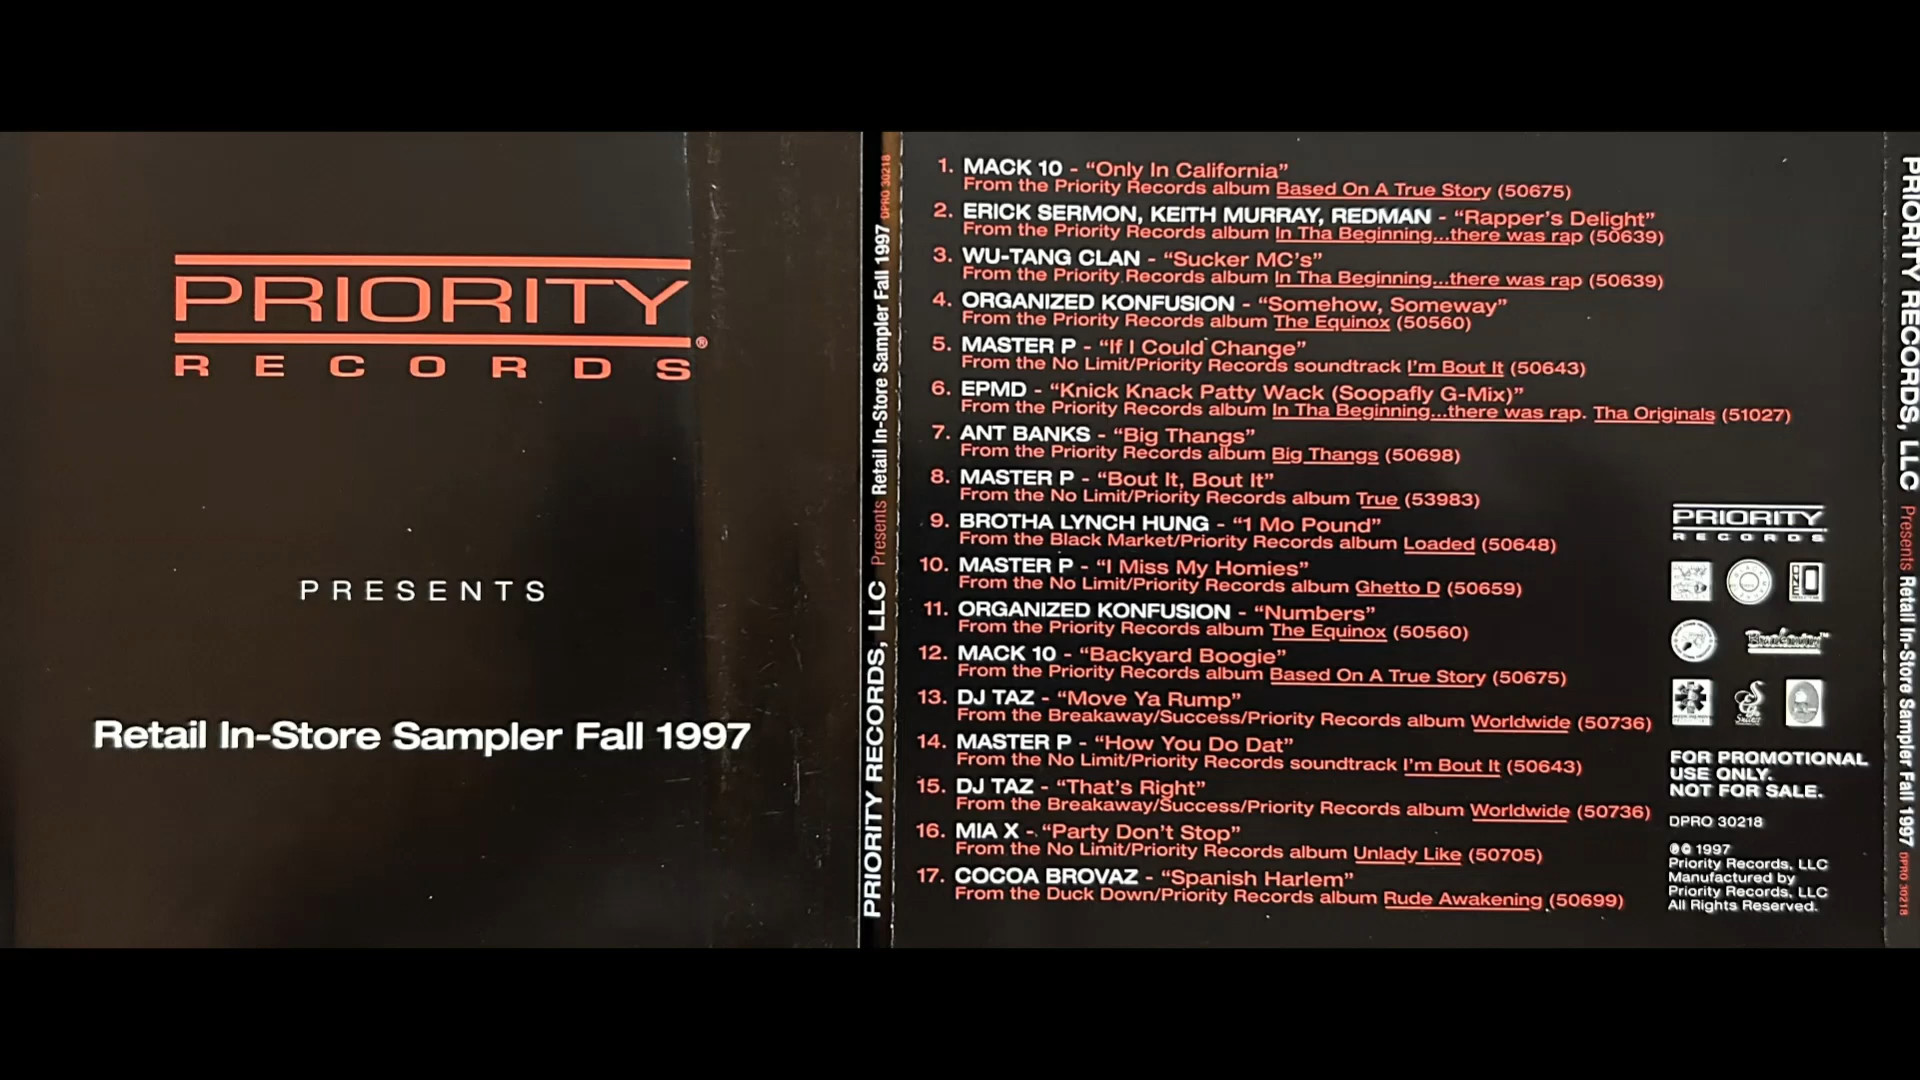 PRIORITY®
RECORDS
PRESENTS
Retail In-Store Sampler Fall 1997
PRIORITY RECORDS, LLC Presents Retail In-Store Sampler Fall 1997 DPRO 30218
1. MACK 10 - “Only In California”
From the Priority Records album Based On A True Story (50675)
2. ERICK SERMON, KEITH MURRAY, REDMAN - “Rapper’s Delight”
From the Priority Records album In Tha Beginning...there was rap (50639)
3. WU-TANG CLAN - “Sucker MC’s”
From the Priority Records album In Tha Beginning...there was rap (50639)
4. ORGANIZED KONFUSION - “Somehow, Someway”
From the Priority Records album The Equinox (50560)
5. MASTER P - “If I Could Change”
From the No Limit/Priority Records soundtrack I’m Bout It (50643)
6. EPMD - “Knick Knack Patty Wack (Soopafly G-Mix)”
From the Priority Records album In Tha Beginning...there was rap. Tha Originals (51027)
7. ANT BANKS - “Big Thangs”
From the Priority Records album Big Thangs (50698)
8. MASTER P - “Bout It, Bout It”
From the No Limit/Priority Records album True (53983)
9. BROTHA LYNCH HUNG - “1 Mo Pound”
From the Black Market/Priority Records album Loaded (50648)
10. MASTER P - “I Miss My Homies”
From the No Limit/Priority Records album Ghetto D (50659)
11. ORGANIZED KONFUSION - “Numbers”
From the Priority Records album The Equinox (50560)
12. MACK 10 - “Backyard Boogie”
From the Priority Records album Based On A True Story (50675)
13. DJ TAZ - “Move Ya Rump”
From the Breakaway/Success/Priority Records album Worldwide (50736)
14. MASTER P - “How You Do Dat”
From the No Limit/Priority Records soundtrack I’m Bout It (50643)
15. DJ TAZ - “That’s Right”
From the Breakaway/Success/Priority Records album Worldwide (50736)
16. MIA X - “Party Don’t Stop”
From the No Limit/Priority Records album Unlady Like (50705)
17. COCOA BROVAZ - “Spanish Harlem”
From the Duck Down/Priority Records album Rude Awakening (50699)
PRIORITY
RECORDS
FOR PROMOTIONAL
USE ONLY.
NOT FOR SALE.
DPRO 30218
℗© 1997
Priority Records, LLC
Manufactured by
Priority Records, LLC
All Rights Reserved.
PRIORITY RECORDS, LLC Presents Retail In-Store Sampler Fall 1997 DPRO 30218